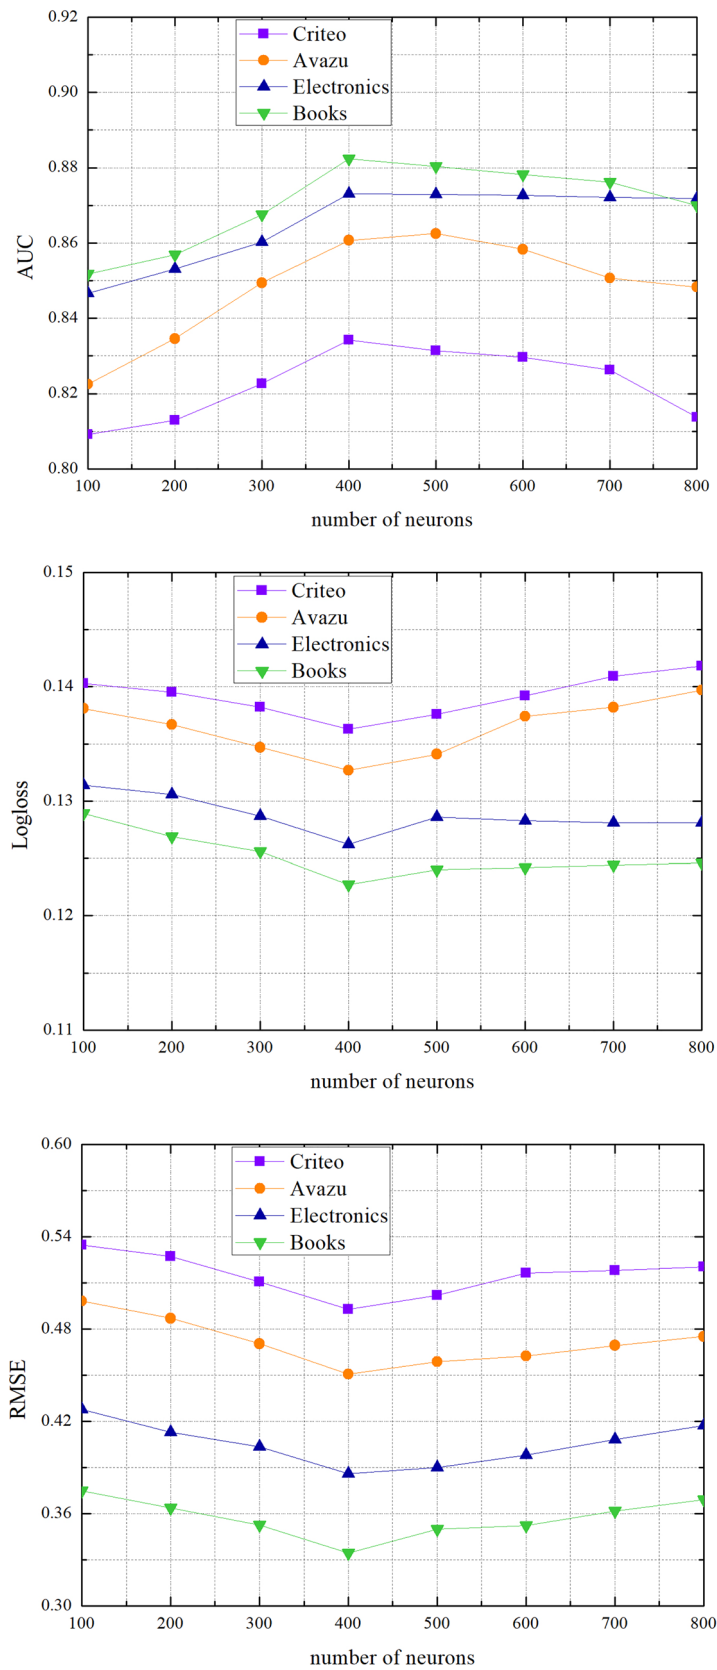 0.92
0.90
0.88
0.86
0.84
0.82
0.80
AUC
Criteo
Avazu
Electronics
Books
100 200 300 400 500 600 700 800
number of neurons
0.15
0.14
0.13
0.12
0.11
Logloss
Criteo
Avazu
Electronics
Books
100 200 300 400 500 600 700 800
number of neurons
0.60
0.54
0.48
0.42
0.36
0.30
RMSE
Criteo
Avazu
Electronics
Books
100 200 300 400 500 600 700 800
number of neurons